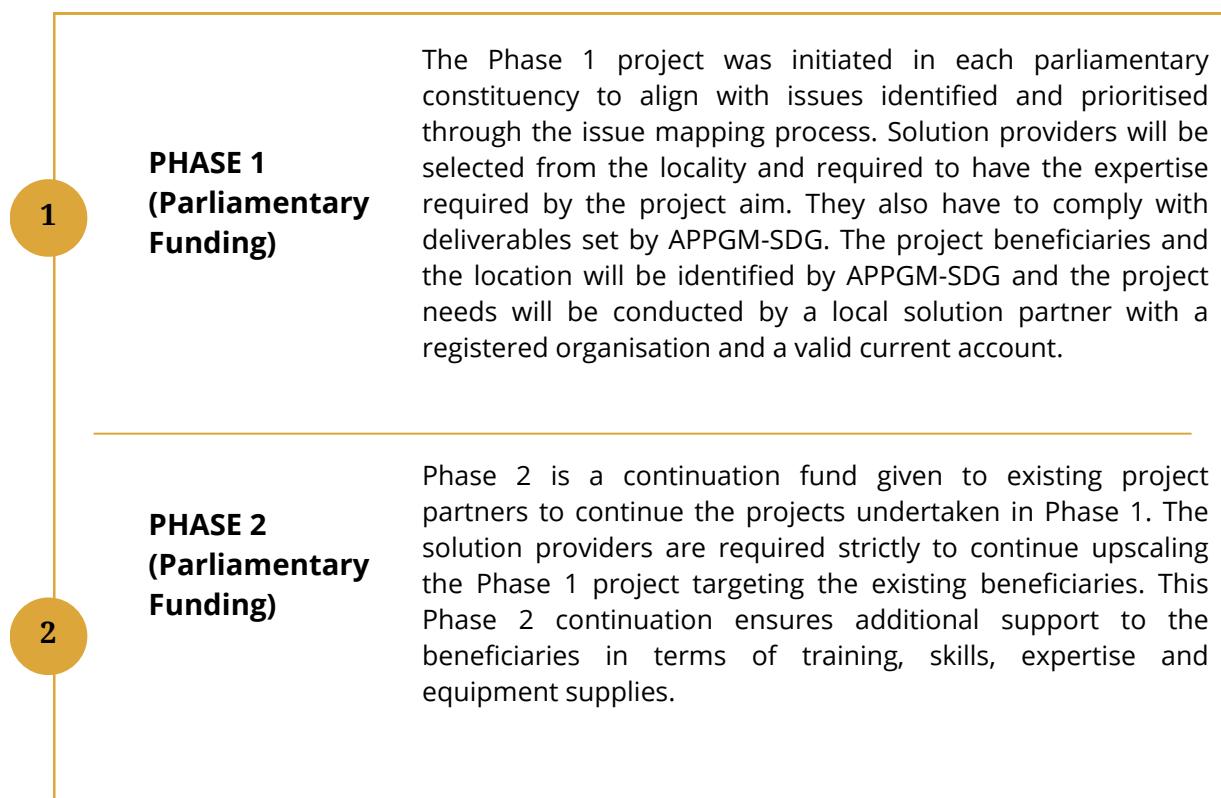 1
PHASE 1
(Parliamentary
Funding)
The Phase 1 project was initiated in each parliamentary
constituency to align with issues identified and prioritised
through the issue mapping process. Solution providers will be
selected from the locality and required to have the expertise
required by the project aim. They also have to comply with
deliverables set by APPGM-SDG. The project beneficiaries and
the location will be identified by APPGM-SDG and the project
needs will be conducted by a local solution partner with a
registered organisation and a valid current account.
2
PHASE 2
(Parliamentary
Funding)
Phase 2 is a continuation fund given to existing project
partners to continue the projects undertaken in Phase 1. The
solution providers are required strictly to continue upscaling
the Phase 1 project targeting the existing beneficiaries. This
Phase 2 continuation ensures additional support to the
beneficiaries in terms of training, skills, expertise and
equipment supplies.